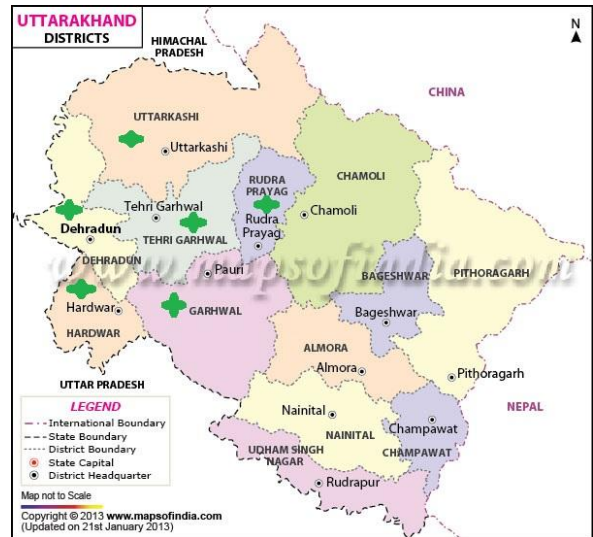 UTTARAKHAND
DISTRICTS
N
HIMACHAL
PRADESH
CHINA
UTTARKASHI
Uttarkashi
RUDRA
PRAYAG
CHAMOLI
Tehri Garhwal
Rudra
Prayag
Chamoli
Dehradun
TEHRI GARHWAL
DEHRADUN
www.mapsofindia.com
Pauri
BAGESHWAR
PITHORAGARH
Hardwar
GARHWAL
Bageshwar
HARDWAR
ALMORA
Almora
UTTAR PRADESH
Pithoragarh
NEPAL
Nainital
NAINITAL
Champawat
CHAMPAWAT
UDHAM SINGH
NAGAR
Rudrapur
LEGEND
International Boundary
State Boundary
District Boundary
State Capital
District Headquarter
Map not to Scale
Copyright © 2013 www.mapsofindia.com
(Updated on 21st January 2013)